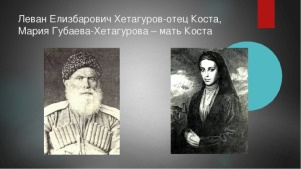 Леван Елизбарович Хетагуров-отец Коста,
Мария Губаева-Хетагурова – мать Коста